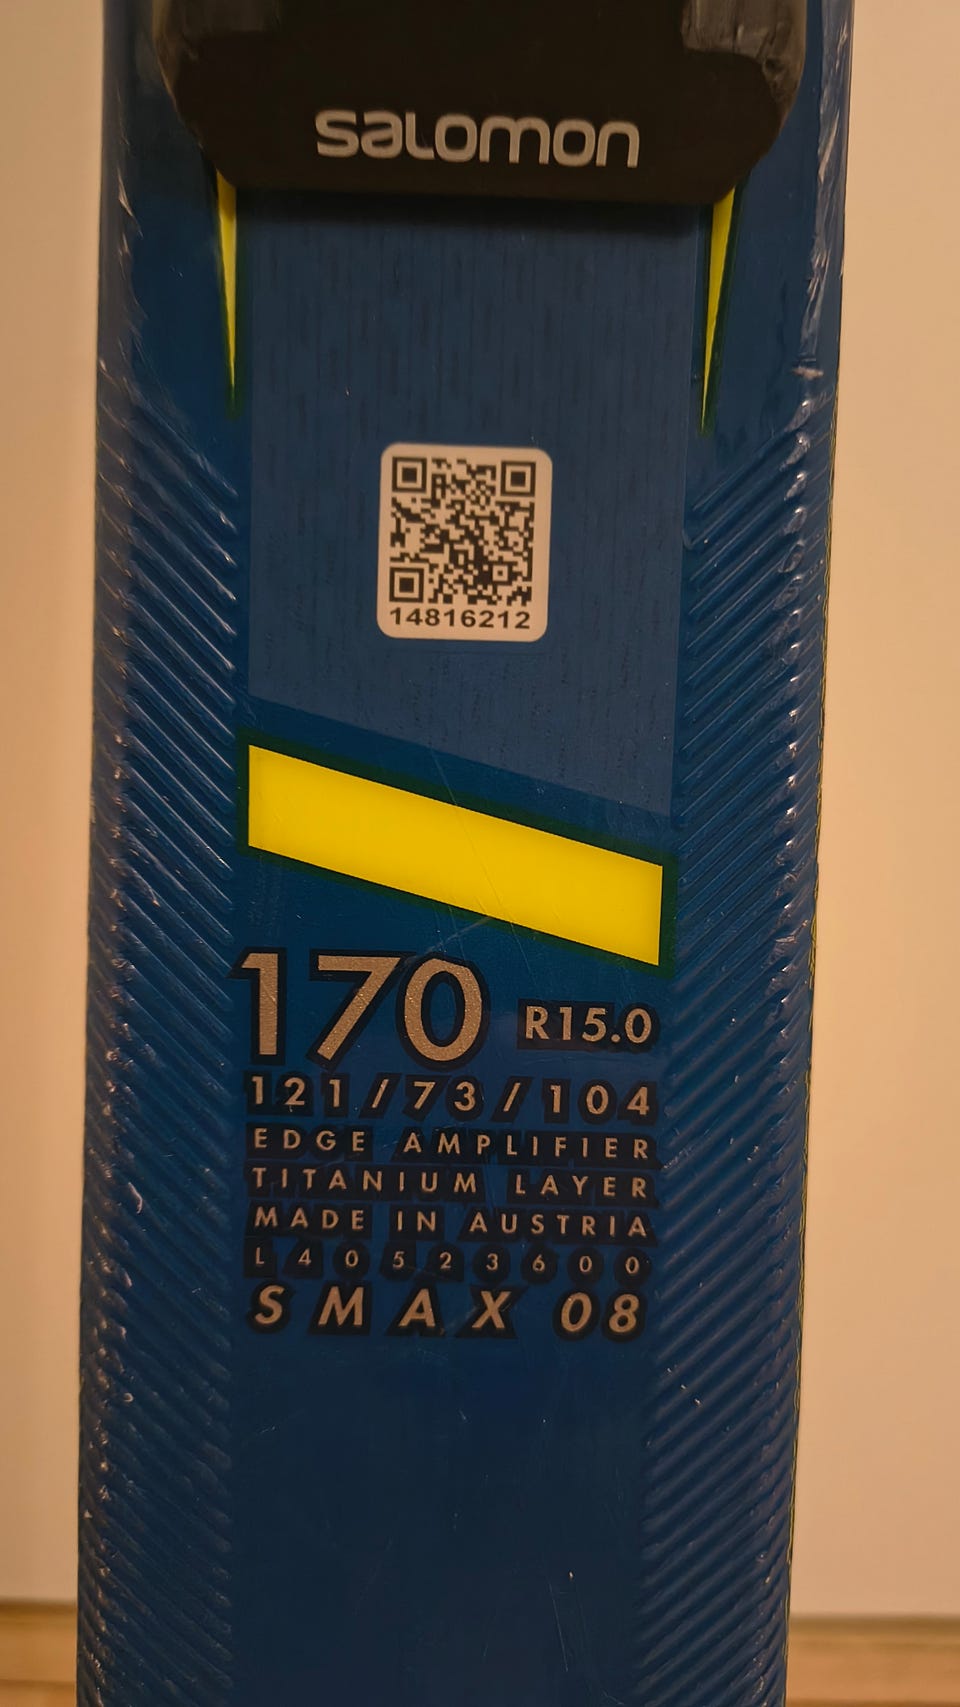 salomon
14816212
170 R15.0
121/73/104
EDGE AMPLIFIER
TITANIUM LAYER
MADE IN AUSTRIA
L40523600
SMAX 08